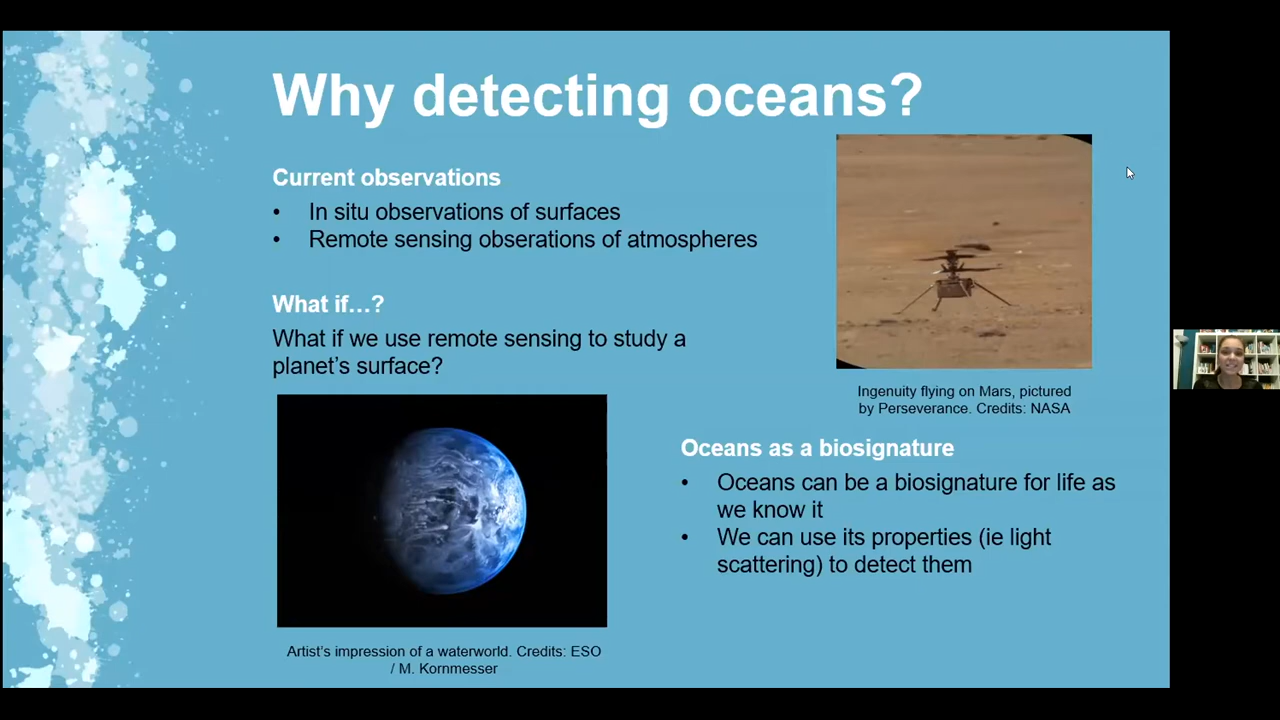 Why detecting oceans?
Current observations
• In situ observations of surfaces
• Remote sensing obserations of atmospheres
What if…?
What if we use remote sensing to study a
planet's surface?
Artist's impression of a waterworld. Credits: ESO
/ M. Kornmesser
Ingenuity flying on Mars, pictured
by Perseverance. Credits: NASA
Oceans as a biosignature
• Oceans can be a biosignature for life as
we know it
• We can use its properties (ie light
scattering) to detect them